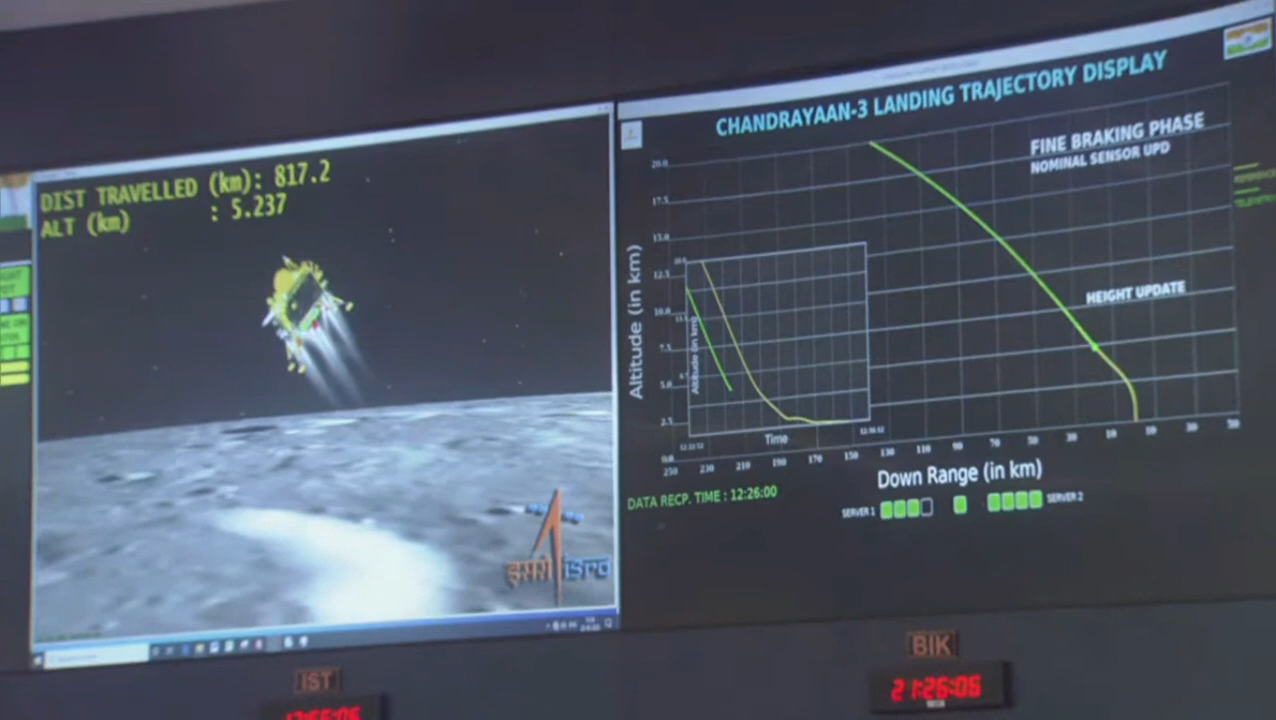 DIST TRAVELLED (km): 817.2
ALT (km) : 5.237
इसरो isro
IST
CHANDRAYAAN-3 LANDING TRAJECTORY DISPLAY
FINE BRAKING PHASE
NOMINAL SENSOR UPD
HEIGHT UPDATE
Altitude (in km)
20.0
17.5
15.0
12.5
10.0
7.5
5.0
2.5
0.0
Time
250 230 210 190 170 150 130 110 90 70 50 30 10 10 30 50
Down Range (in km)
DATA RECP. TIME : 12:26:00
SERVER 1 SERVER 2
BIK
21:26:06